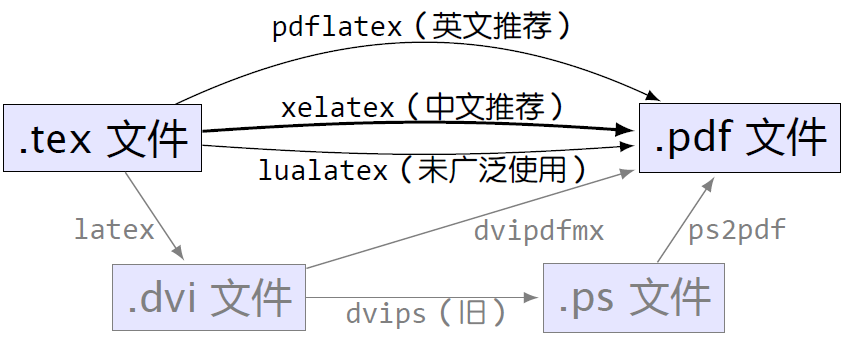 pdflatex（英文推荐）
xelatex（中文推荐）
.tex 文件
.pdf 文件
lualatex（未广泛使用）
latex
dvipdfmx
ps2pdf
.dvi 文件
dvips（旧）
.ps 文件